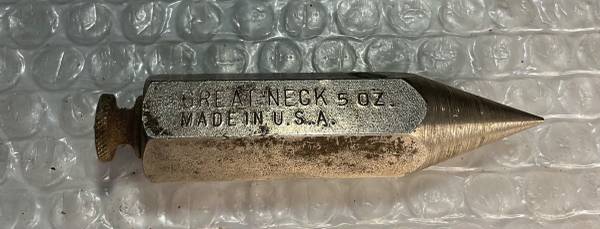 GREAT NECK 5 OZ.
MADE IN U.S.A.